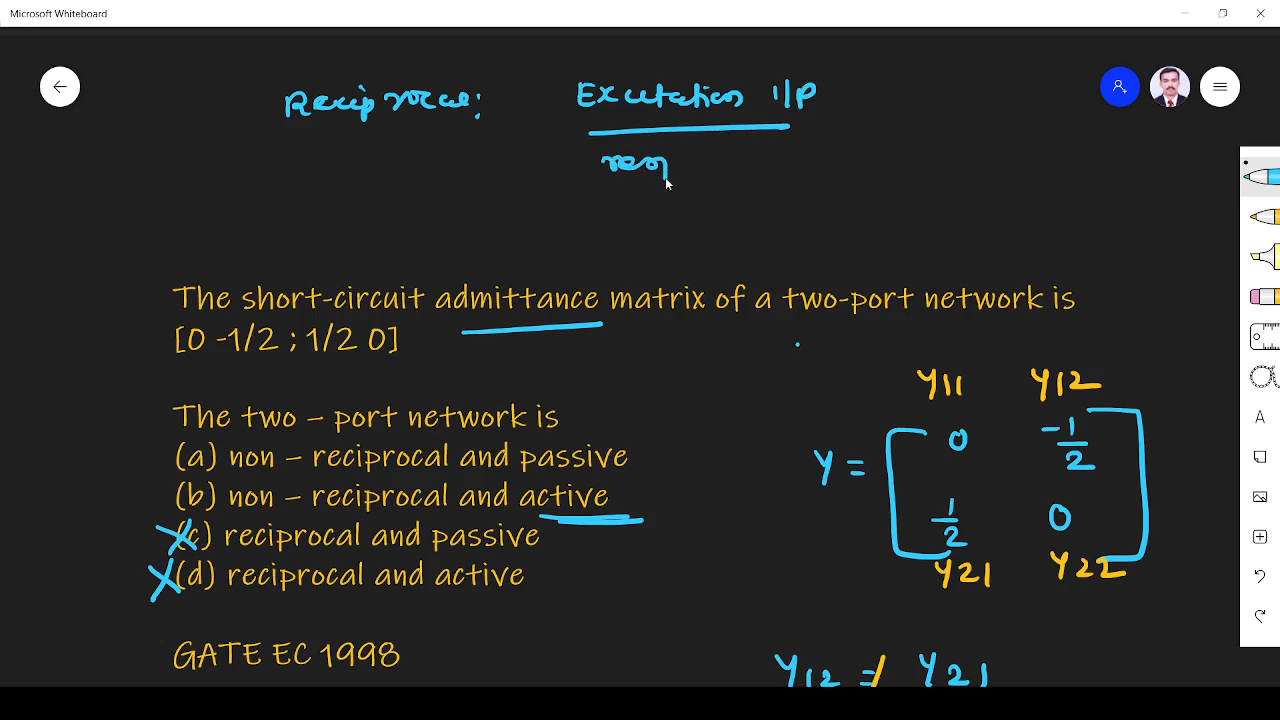 Microsoft Whiteboard
Reciprocal: Excitation i/p
The short-circuit admittance matrix of a two-port network is
[0 -1/2 ; 1/2 0]
The two – port network is
(a) non – reciprocal and passive
(b) non – reciprocal and active
(c) reciprocal and passive
(d) reciprocal and active
GATE EC 1998
Y11 Y12
Y = [ 0 -1/2
1/2 0 ]
Y21 Y22
Y12 ≠ Y21
A